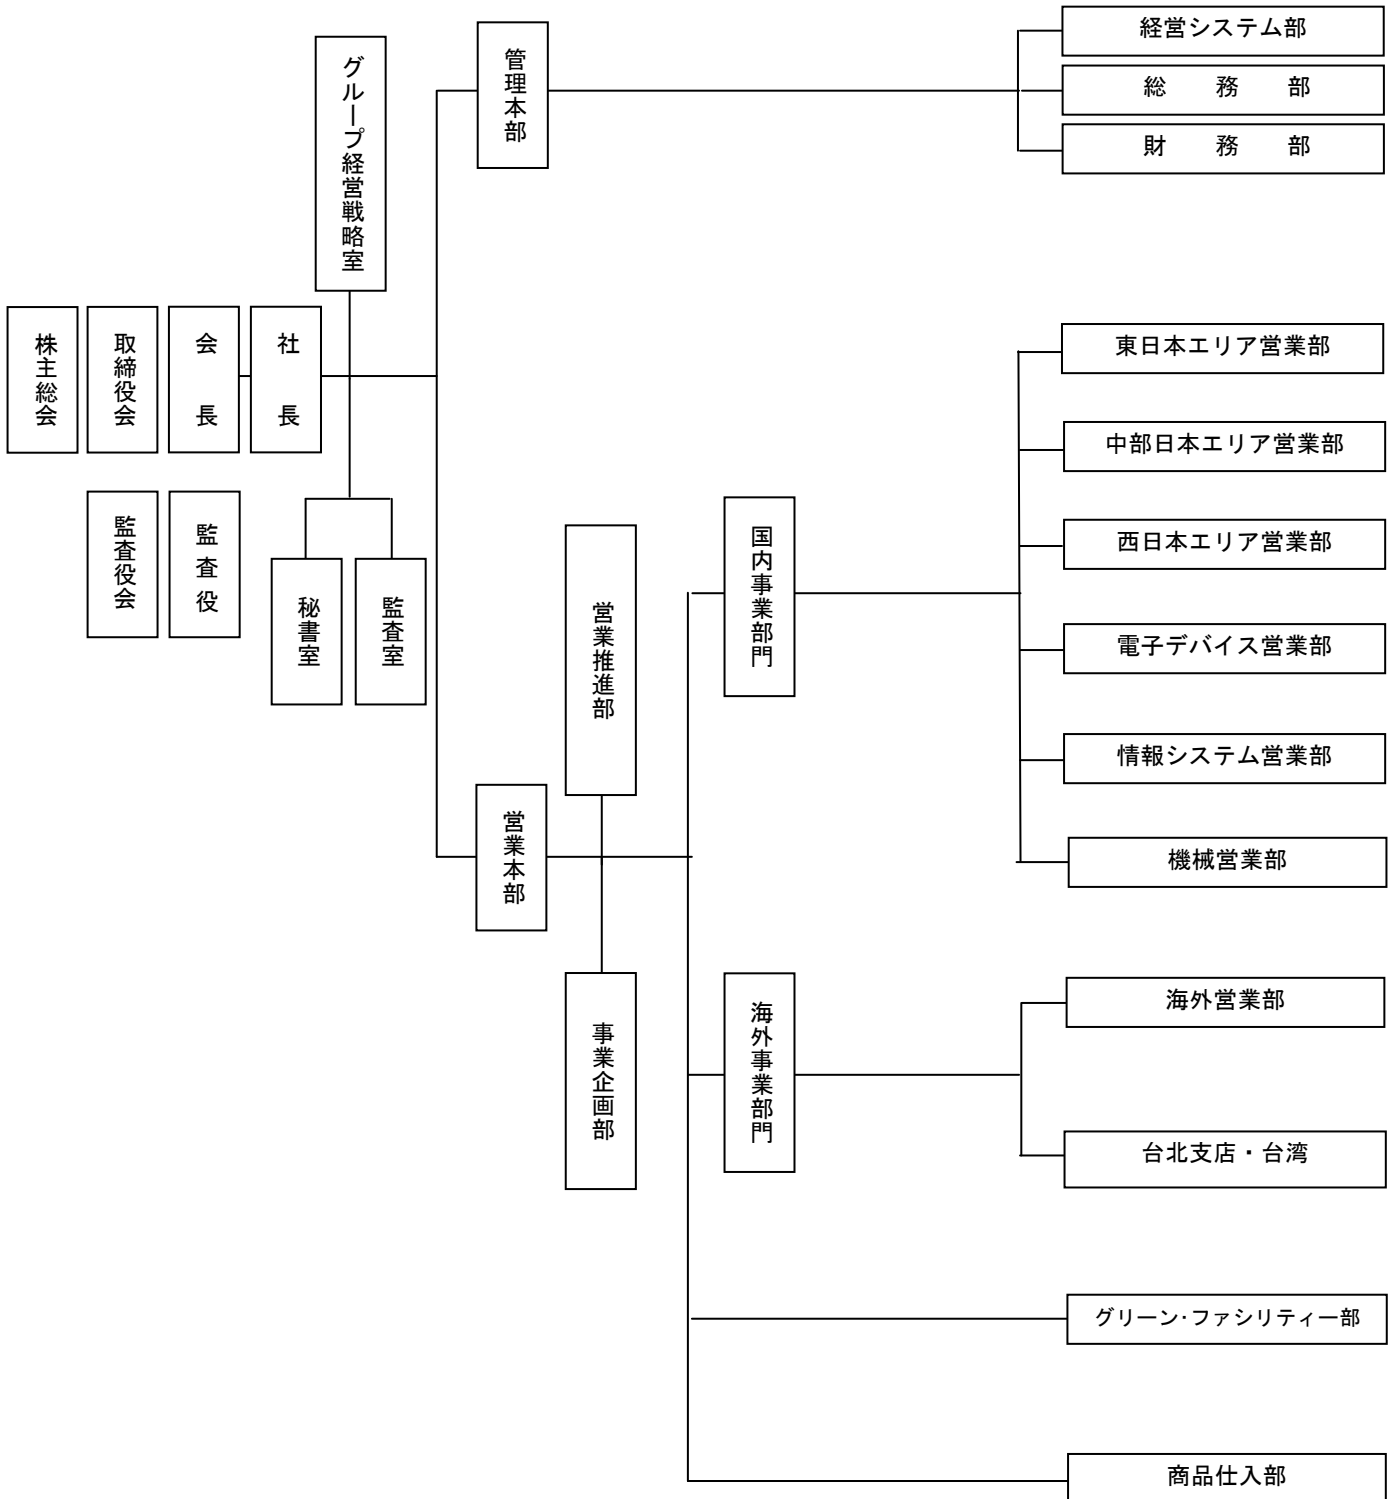 経営システム部
総務部
財務部
管理本部
グループ経営戦略室
株主総会
取締役会
会長
社長
監査役会
監査役
秘書室
監査室
営業本部
営業推進部
事業企画部
国内事業部門
東日本エリア営業部
中部日本エリア営業部
西日本エリア営業部
電子デバイス営業部
情報システム営業部
機械営業部
海外事業部門
海外営業部
台北支店・台湾
グリーン・ファシリティー部
商品仕入部